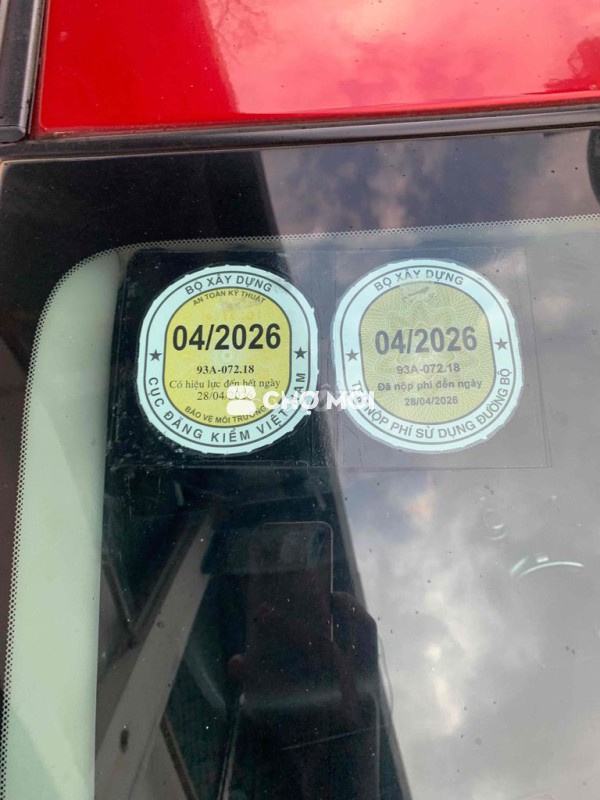 BỘ XÂY DỰNG
AN TOÀN KỸ THUẬT
04/2026
93A-072.18
Có hiệu lực đến hết ngày
28/04/
BẢO VỆ MÔI TRƯỜNG
CỤC ĐĂNG KIỂM VIỆT NAM
BỘ XÂY DỰNG
04/2026
93A-072.18
Đã nộp phí đến ngày
28/04/2026
NỘP PHÍ SỬ DỤNG ĐƯỜNG BỘ
CHỢ MỚI